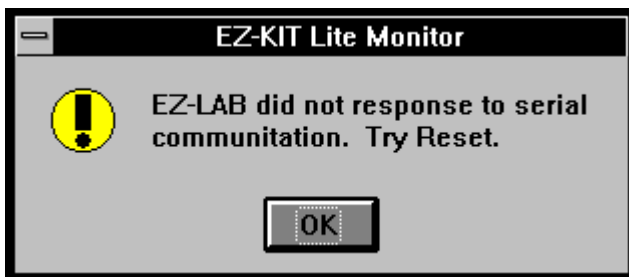 EZ-KIT Lite Monitor
EZ-LAB did not response to serial
communitation. Try Reset.
OK